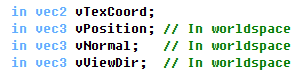 in vec2 vTexCoord;
in vec3 vPosition; // In worldspace
in vec3 vNormal;   // In worldspace
in vec3 vViewDir;  // In worldspace